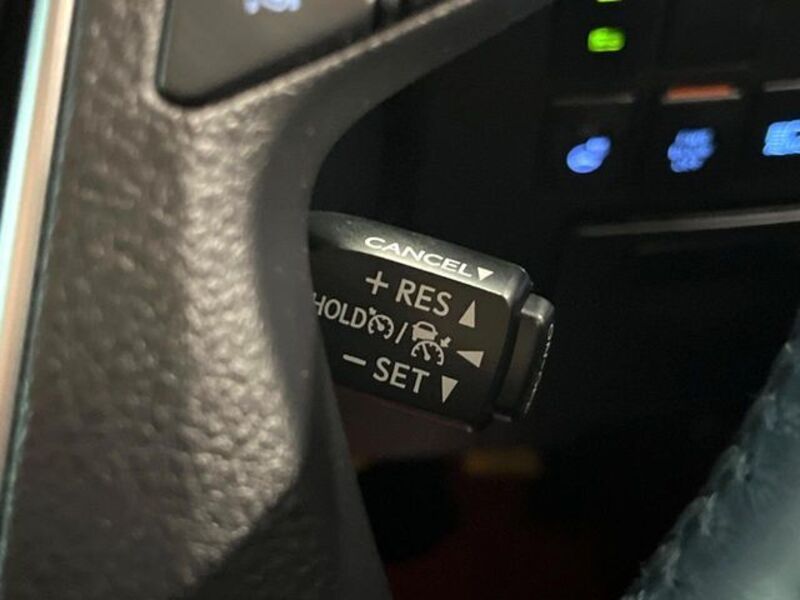 CANCEL▼
+ RES ▲
HOLD / ◀
− SET ▼